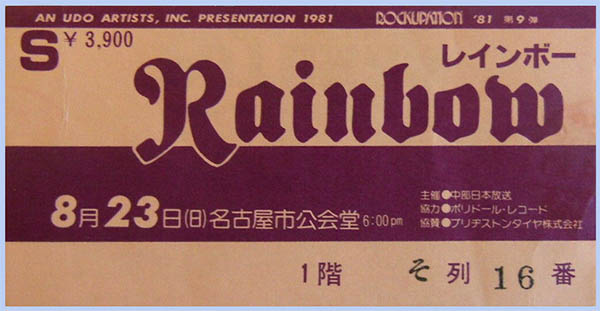 AN UDO ARTISTS, INC. PRESENTATION 1981 ROCKUPATION '81 第9弾
S ¥3,900
レインボー
Rainbow
8月23日(日)名古屋市公会堂 6:00pm
主催●中部日本放送
協力●ポリドール・レコード
協賛●ブリヂストンタイヤ株式会社
1階 そ列 16番